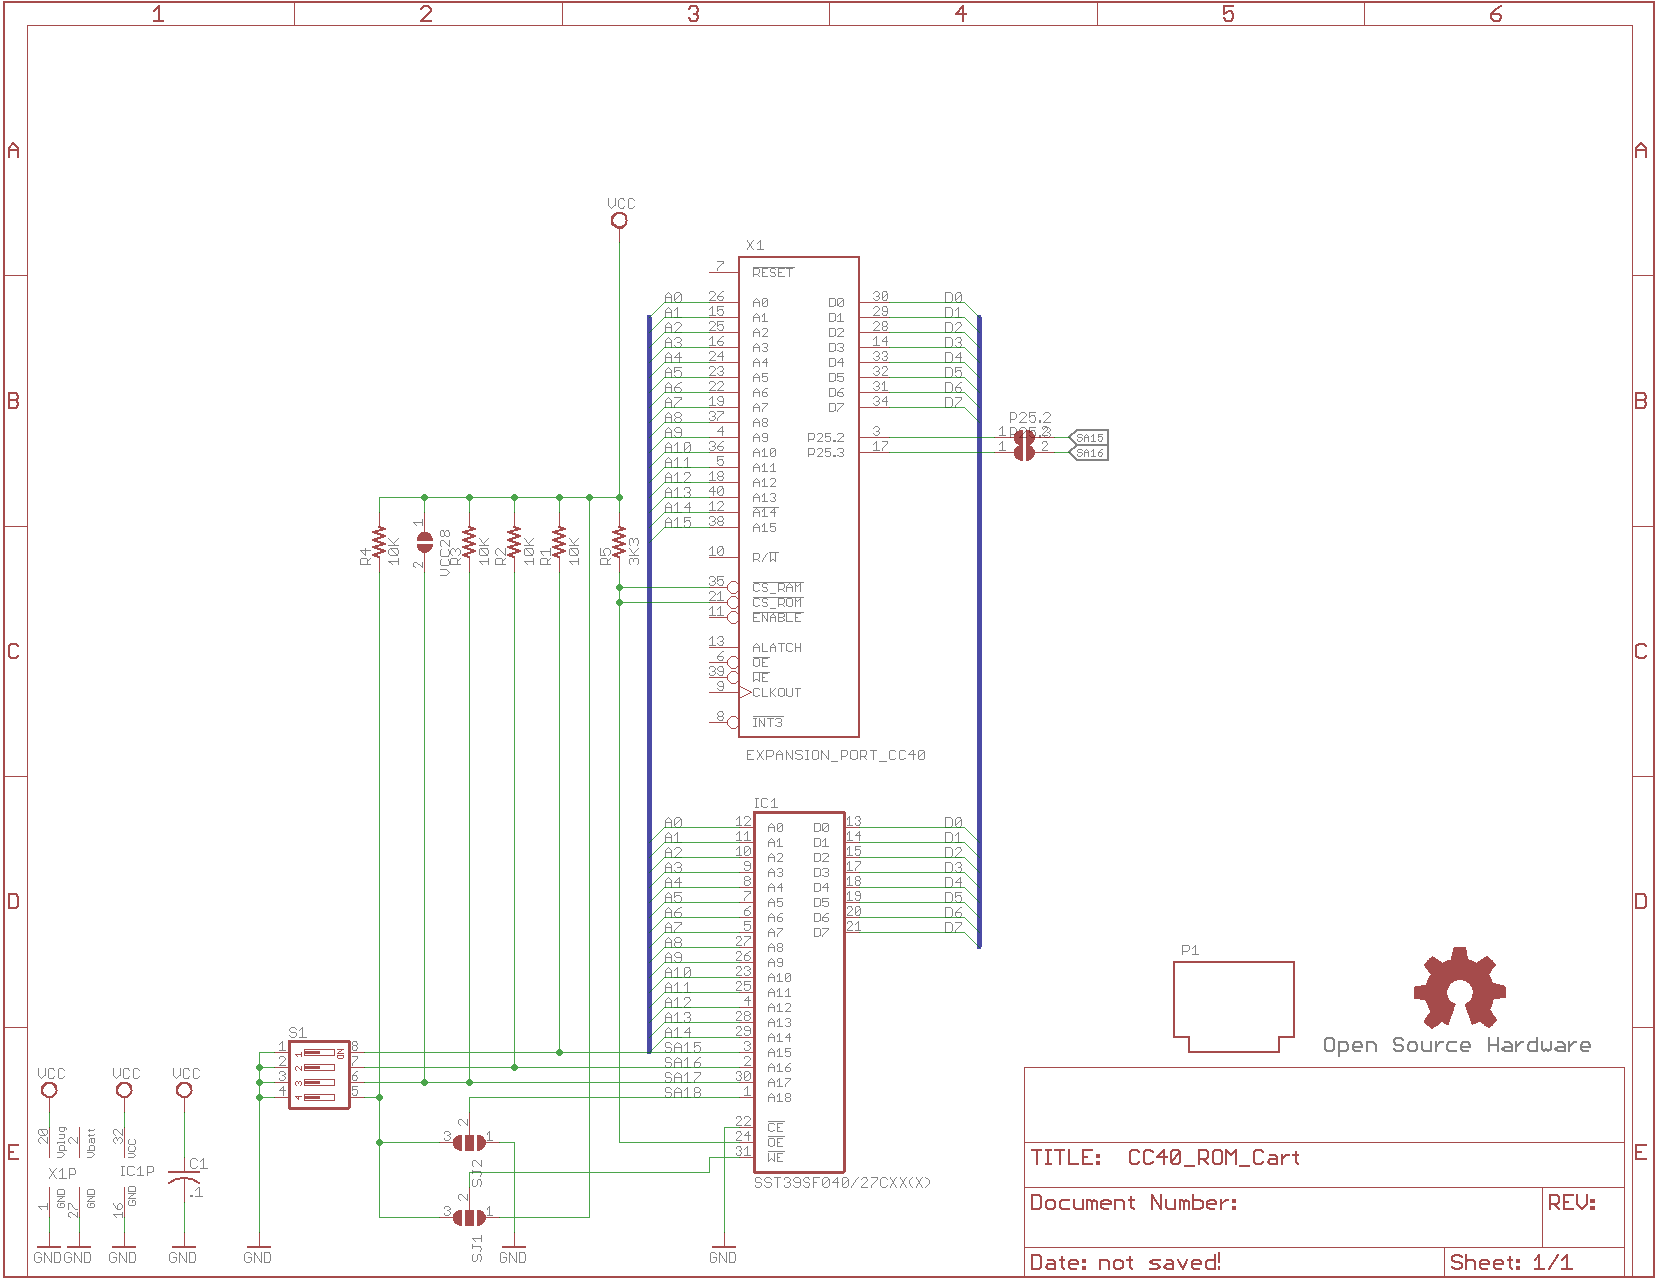 1 2 3 4 5 6
A A
B B
C C
D D
E E
VCC
X1
7 RESET
A0 26 A0 D0 30 D0
A1 15 A1 D1 29 D1
A2 25 A2 D2 28 D2
A3 16 A3 D3 14 D3
A4 24 A4 D4 33 D4
A5 23 A5 D5 32 D5
A6 22 A6 D6 31 D6
A7 19 A7 D7 34 D7
A8 37 A8
A9 4 A9 P25.2 3
A10 36 A10 P25.3 17
A11 5 A11
A12 18 A12
A13 40 A13
A14 12 A14
A15 38 A15
10 R/W
35 CS_RAM
21 CS_ROM
11 ENABLE
13 ALATCH
6 OE
39 WE
9 CLKOUT
8 INT3
EXPANSION_PORT_CC40
P25.2
1 2 SA15
1 2 SA16
R4 10K
1 2 VCC28
R3 10K
R2 10K
R1 10K
R5 3K3
IC1
A0 12 A0 D0 13 D0
A1 11 A1 D1 14 D1
A2 10 A2 D2 15 D2
A3 9 A3 D3 17 D3
A4 8 A4 D4 18 D4
A5 7 A5 D5 19 D5
A6 6 A6 D6 20 D6
A7 5 A7 D7 21 D7
A8 27 A8
A9 26 A9
A10 23 A10
A11 25 A11
A12 4 A12
A13 28 A13
A14 29 A14
SA15 3 A15
SA16 2 A16
SA17 30 A17
SA18 1 A18
22 CE
24 OE
31 WE
SST39SF040/27CXX(X)
S1
1 1 ON 8
2 2 7
3 3 6
4 4 5
3 2 1 SJ2
3 2 1 SJ1
VCC VCC VCC
20 Vplug 2 Vbatt 32 VCC
X1P IC1P C1
.1
1 GND 27 GND 16 GND
GND GND GND GND GND GND GND
P1
Open Source Hardware
TITLE: CC40_ROM_Cart
Document Number: REV:
Date: not saved! Sheet: 1/1